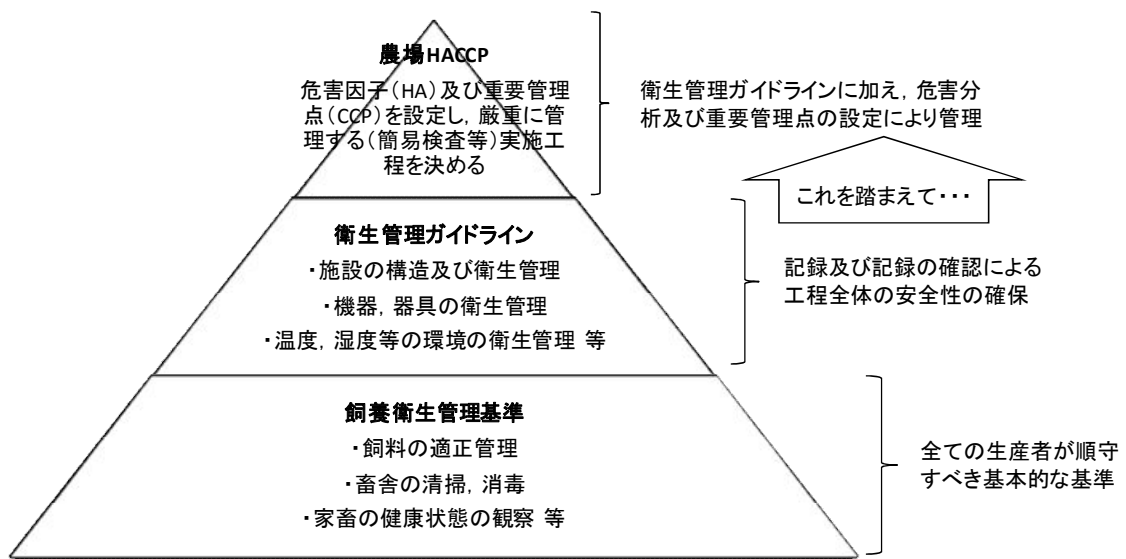 農場HACCP
危害因子（HA）及び重要管理
点（CCP）を設定し，厳重に管
理する（簡易検査等）実施工
程を決める
衛生管理ガイドラインに加え，危害分
析及び重要管理点の設定により管理
これを踏まえて・・・
衛生管理ガイドライン
・施設の構造及び衛生管理
・機器，器具の衛生管理
・温度，湿度等の環境の衛生管理 等
記録及び記録の確認による
工程全体の安全性の確保
飼養衛生管理基準
・飼料の適正管理
・畜舎の清掃，消毒
・家畜の健康状態の観察 等
全ての生産者が順守
すべき基本的な基準